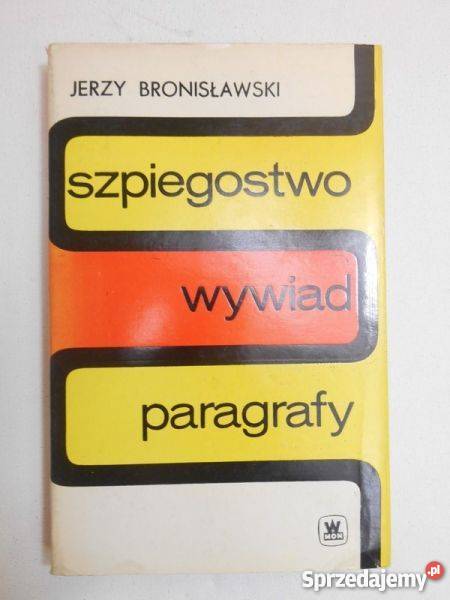 JERZY BRONISŁAWSKI
szpiegostwo
wywiad
paragrafy
W
MON
Sprzedajemy.pl